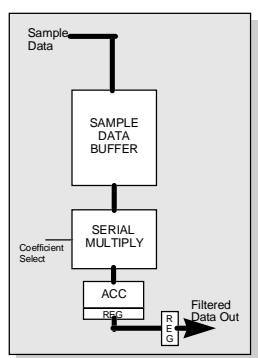 Sample
Data
SAMPLE
DATA
BUFFER
SERIAL
MULTIPLY
Coefficient
Select
ACC
REG
Filtered
Data Out
R
E
G